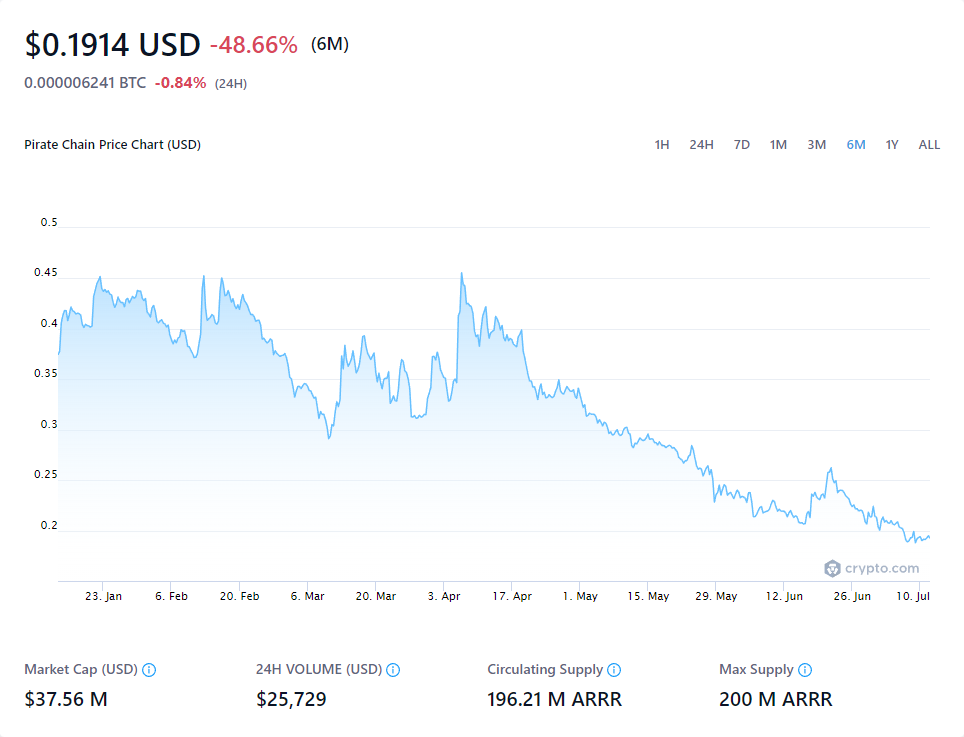 $0.1914 USD -48.66% (6M)
0.000006241 BTC -0.84% (24H)
Pirate Chain Price Chart (USD) 1H 24H 7D 1M 3M 6M 1Y ALL
0.5
0.45
0.4
0.35
0.3
0.25
0.2
crypto.com
23. Jan 6. Feb 20. Feb 6. Mar 20. Mar 3. Apr 17. Apr 1. May 15. May 29. May 12. Jun 26. Jun 10. Jul
Market Cap (USD) 24H VOLUME (USD) Circulating Supply Max Supply
$37.56 M $25,729 196.21 M ARRR 200 M ARRR